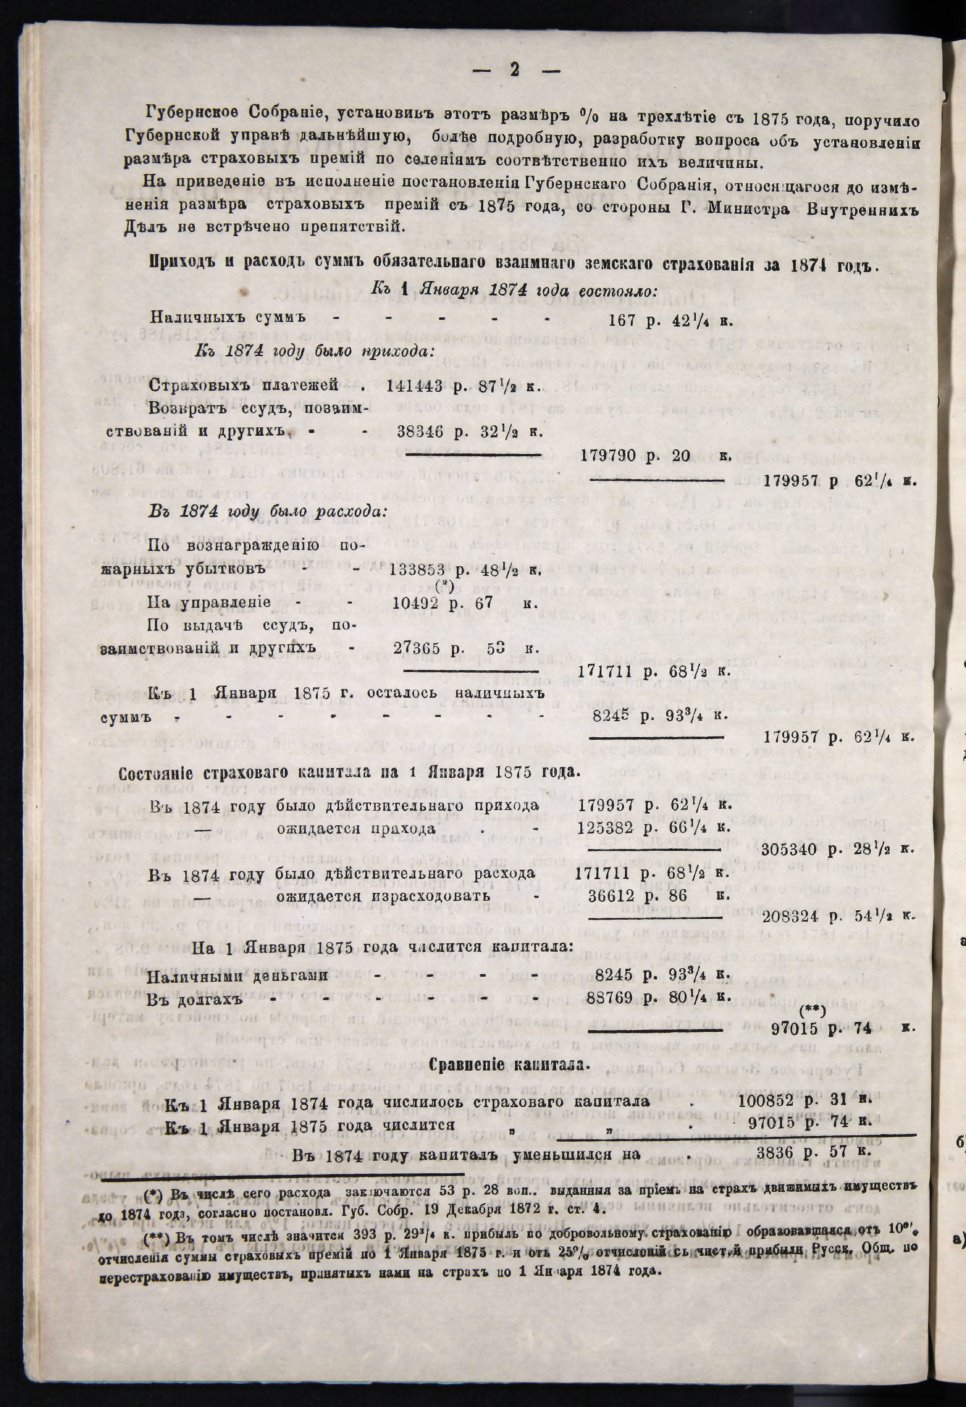 — 2 —
Губернское Собраніе, установивъ этотъ размѣръ % на трехлѣтіе съ 1875 года, поручило
Губернской управѣ дальнѣйшую, болѣе подробную, разработку вопроса объ установленіи
размѣра страховыхъ премій по селеніямъ соотвѣтственно ихъ величины.
На приведеніе въ исполненіе постановленія Губернскаго Собранія, относящагося до измѣ-
ненія размѣра страховыхъ премій съ 1875 года, со стороны Г. Министра Внутреннихъ
Дѣлъ не встрѣчено препятствій.
Приходъ и расходъ суммъ обязательнаго взаимнаго земскаго страхованія за 1874 годъ.
Къ 1 Января 1874 года состояло:
Наличныхъ суммъ - - - - - 167 р. 42¼ к.
Къ 1874 году было прихода:
Страховыхъ платежей . 141443 р. 87½ к.
Возвратъ ссудъ, позаим-
ствованій и другихъ - - 38346 р. 32½ к.
179790 р. 20 к.
179957 р 62¼ к.
Въ 1874 году было расхода:
По вознагражденію по-
жарныхъ убытковъ - - 133853 р. 48½ к.
(*)
На управленіе - - 10492 р. 67 к.
По выдачѣ ссудъ, по-
заимствованій и другихъ - 27365 р. 53 к.
171711 р. 68½ к.
Къ 1 Января 1875 г. осталось наличныхъ
суммъ - - - - - - - - 8245 р. 93¾ к.
179957 р. 62¼ к.
Состояніе страховаго капитала на 1 Января 1875 года.
Въ 1874 году было дѣйствительнаго прихода 179957 р. 62¼ к.
— ожидается прихода . - 125382 р. 66¼ к.
305340 р. 28½ к.
Въ 1874 году было дѣйствительнаго расхода 171711 р. 68½ к.
— ожидается израсходовать - 36612 р. 86 к.
208324 р. 54½ к.
На 1 Января 1875 года числится капитала:
Наличными деньгами - - - - 8245 р. 93¾ к.
Въ долгахъ - - - - - - 88769 р. 80¼ к.
(**)
97015 р. 74 к.
Сравненіе капитала.
Къ 1 Января 1874 года числилось страховаго капитала . 100852 р. 31 к.
Къ 1 Января 1875 года числится „ „ . 97015 р. 74 к.
Въ 1874 году капиталъ уменьшился на . 3836 р. 57 к.
(*) Въ числѣ сего расхода заключаются 53 р. 28 коп.. выданныя за пріемъ на страхъ движимыхъ имуществъ
до 1874 года, согласно постановл. Губ. Собр. 19 Декабря 1872 г. ст. 4.
(**) Въ томъ числѣ значится 393 р. 29¾ к. прибыль по добровольному страхованію образовавшаяся отъ 10%
отчисленія суммы страховыхъ премій по 1 Января 1875 г. и отъ 25% отчисленій съ чистой прибыли Русск. Общ. по
перестрахованію имуществъ, принятыхъ нами на страхъ по 1 Января 1874 года.